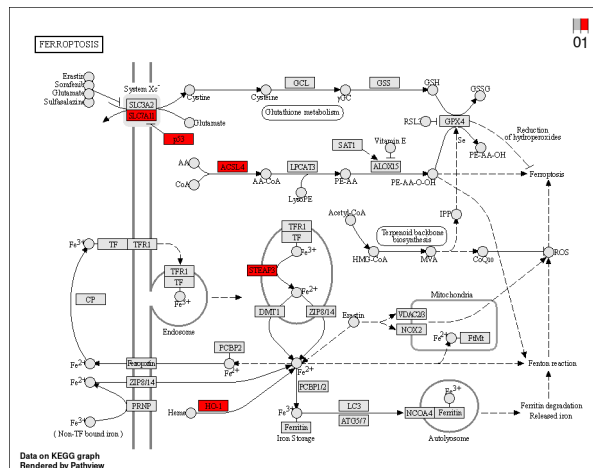 FERROPTOSIS
01
Erastin
Sorafenib
Glutamate
Sulfasalazine
System Xc-
SLC3A2
SLC7A11
p53
Cystine
Glutamate
Cysteine
GCL
γGC
GSS
GSH
GSSG
Glutathione metabolism
RSL3
GPX4
Se
PE-AA-OH
Reduction
of hydroperoxides
Ferroptosis
AA
CoA
ACSL4
AA-CoA
LPCAT3
LysoPE
PE-AA
SAT1
Vitamin E
ALOX15
PE-AA-O-OH
Acetyl-CoA
HMG-CoA
Terpenoid backbone
biosynthesis
MVA
IPP
CoQ10
ROS
Fe3+
TF
TFR1
TFR1
TF
Fe3+
Endosome
CP
TFR1
TF
Fe3+
STEAP3
Fe2+
DMT1
ZIP8/14
Erastin
Mitochondria
VDAC2/3
NOX2
Fe2+
FtMt
Fe2+
Ferroportin
PCBP2
Fe2+
Fe2+
Fenton reaction
Fe2+
ZIP8/14
PRNP
Fe3+
( Non-TF bound iron )
Heme
HO-1
PCBP1/2
Fe3+
Ferritin
Iron Storage
LC3
ATG5/7
NCOA4
Fe3+
Ferritin
Autolysosome
Ferritin degradation
Released iron
Data on KEGG graph
Rendered by Pathview